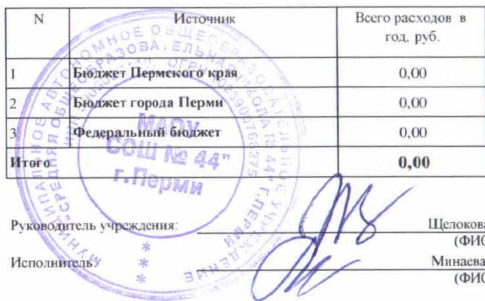 N Источник Всего расходов в год, руб.
1 Бюджет Пермского края 0,00
2 Бюджет города Перми 0,00
3 Федеральный бюджет 0,00
Итого 0,00
МАОУ
СОШ № 44"
г.Перми
Руководитель учреждения: Щелокова
(ФИО
Исполнитель: Минаева
(ФИО